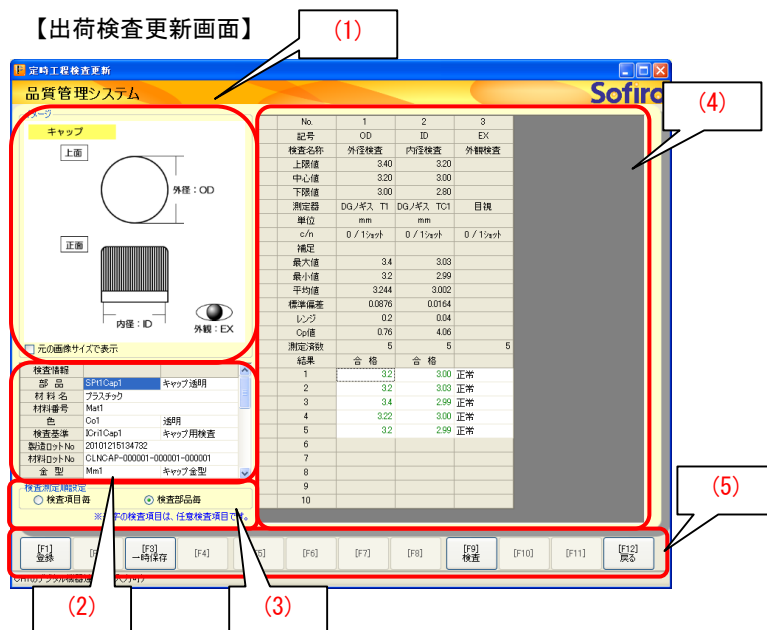 【出荷検査更新画面】
(1)
定時工程検査更新
品質管理システム
Sofiro
(4)
キャップ
上面
外径：OD
正面
内径：ID
外観：EX
元の画像サイズで表示
No. 1 2 3
記号 OD ID EX
検査名称 外径検査 内径検査 外観検査
上限値 3.40 3.20
中心値 3.20 3.00
下限値 3.00 2.80
測定器 DGノギス T1 DGノギス TC1 目視
単位 mm mm
c/n 0 / 1ショット 0 / 1ショット 0 / 1ショット
補足
最大値 3.4 3.03
最小値 3.2 2.99
平均値 3.244 3.002
標準偏差 0.0876 0.0164
レンジ 0.2 0.04
Cp値 0.76 4.06
測定済数 5 5 5
結果 合 格 合 格
1 3.2 3.00 正常
2 3.2 3.03 正常
3 3.4 2.99 正常
4 3.22 3.00 正常
5 3.2 2.99 正常
6
7
8
9
10
検査情報
部 品 SPt1Cap1 キャップ透明
材 料 名 プラスチック
材料番号 Mat1
色 Co1 透明
検査基準 ICri1Cap1 キャップ用検査
製造ロットNo 20101215134732
材料ロットNo CLNCAP-000001-000001-000001
金 型 Mm1 キャップ金型
検査測定順設定
検査項目毎 検査部品毎
字の検査項目は、任意検査項目です。
(5)
[F1] 登録
[F3] 一時保存
[F4]
[F6]
[F7]
[F8]
[F9] 検査
[F10]
[F11]
[F12] 戻る
(2)
(3)